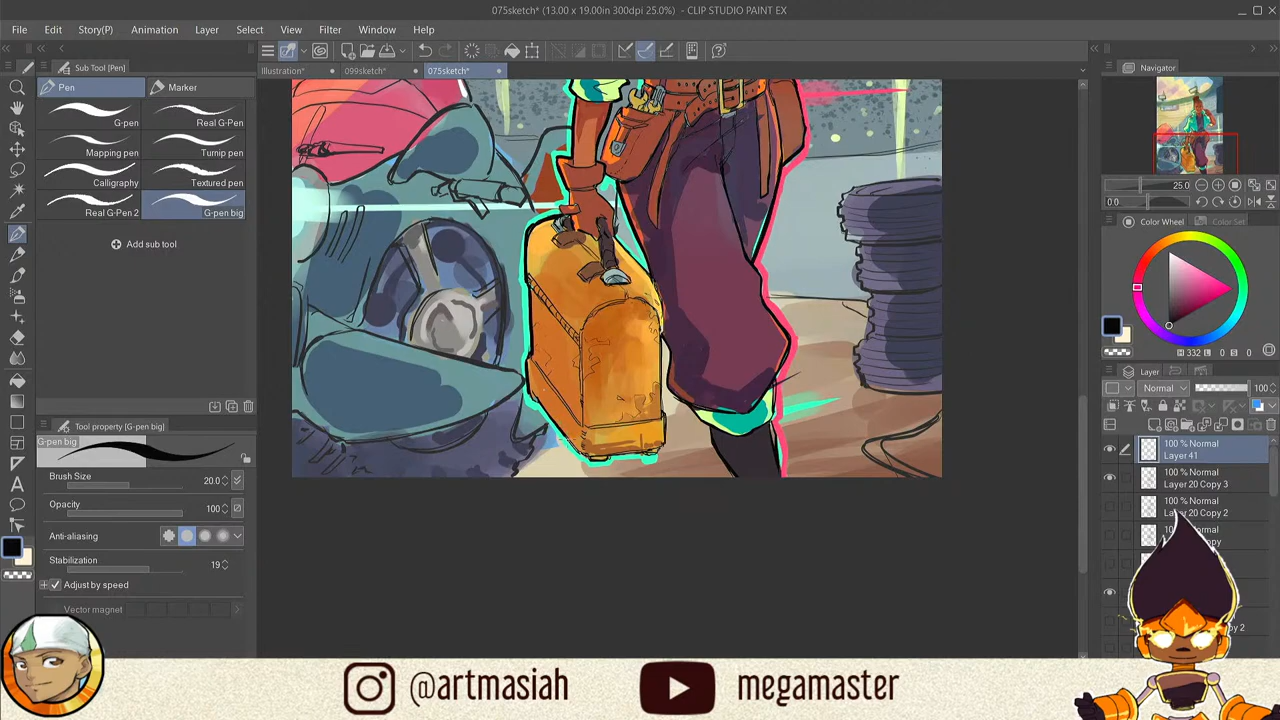 075sketch* (13.00 x 19.00in 300dpi 25.0%) - CLIP STUDIO PAINT EX
File Edit Story(P) Animation Layer Select View Filter Window Help
Sub Tool [Pen]
Illustration* 099sketch* 075sketch*
Navigator
Pen Marker
G-pen Real G-Pen
Mapping pen Turnip pen
Calligraphy Textured pen
Real G-Pen 2 G-pen big
25.0
0.0
Add sub tool
Color Wheel Color Set
332 L 0 S 0
Layer
Normal 100
Tool property [G-pen big]
G-pen big
Brush Size 20.0
Opacity 100
Anti-aliasing
Stabilization 19
Adjust by speed
Vector magnet
100 % Normal
Layer 41
100 % Normal
Layer 20 Copy 3
100 % Normal
Layer 20 Copy 2
@artmasiah megamaster